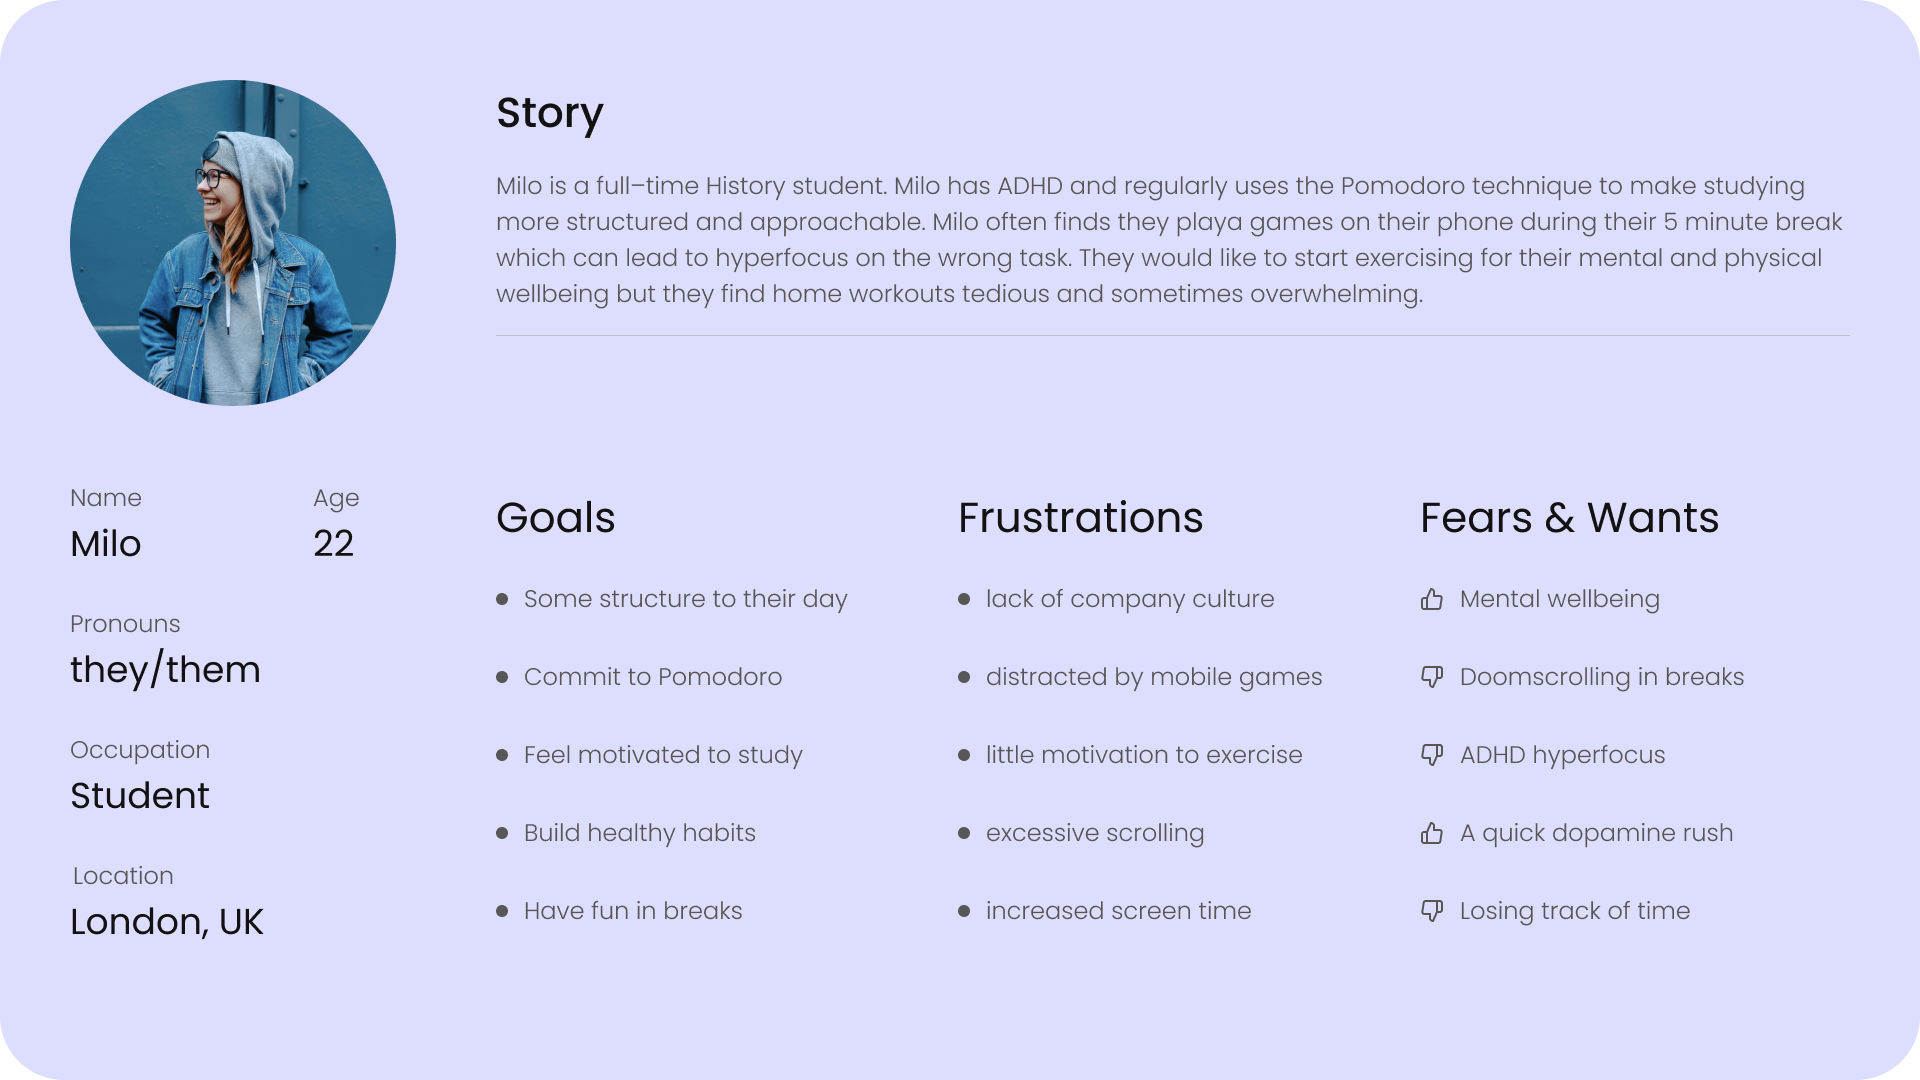 Story
Milo is a full–time History student. Milo has ADHD and regularly uses the Pomodoro technique to make studying
more structured and approachable. Milo often finds they playa games on their phone during their 5 minute break
which can lead to hyperfocus on the wrong task. They would like to start exercising for their mental and physical
wellbeing but they find home workouts tedious and sometimes overwhelming.
Name
Milo
Age
22
Pronouns
they/them
Occupation
Student
Location
London, UK
Goals
Some structure to their day
Commit to Pomodoro
Feel motivated to study
Build healthy habits
Have fun in breaks
Frustrations
lack of company culture
distracted by mobile games
little motivation to exercise
excessive scrolling
increased screen time
Fears & Wants
Mental wellbeing
Doomscrolling in breaks
ADHD hyperfocus
A quick dopamine rush
Losing track of time